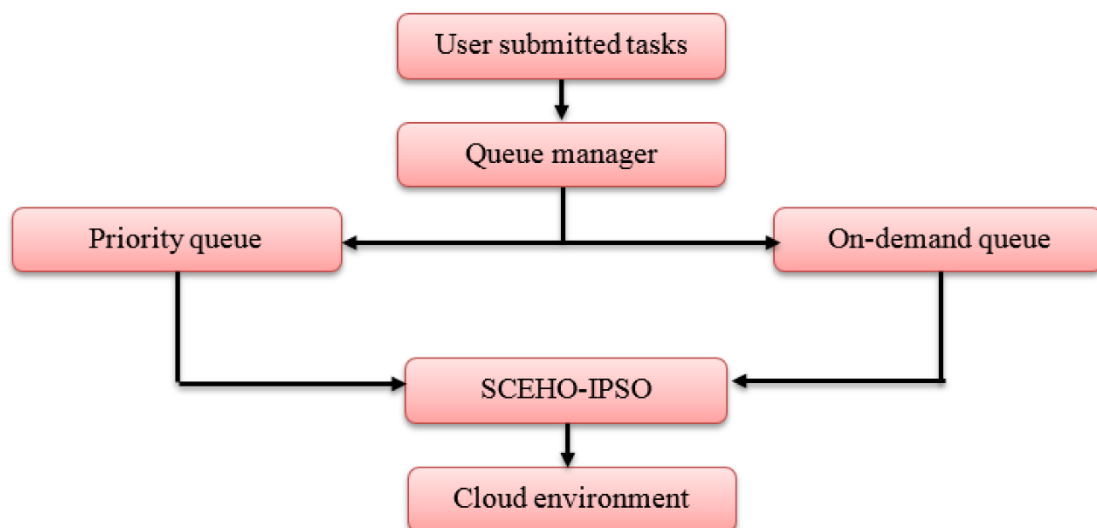 User submitted tasks
Queue manager
Priority queue
On-demand queue
SCEHO-IPSO
Cloud environment